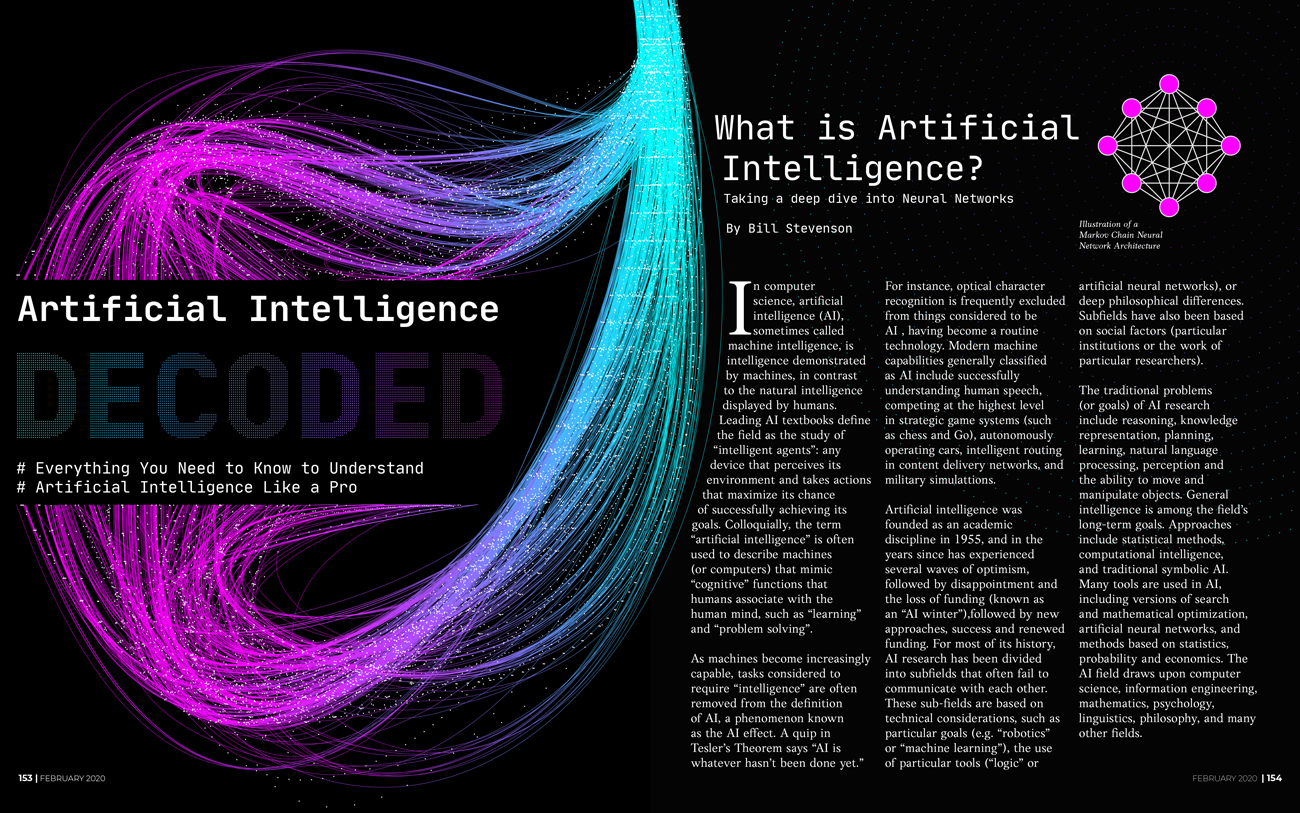 Artificial Intelligence
DECODED
# Everything You Need to Know to Understand
# Artificial Intelligence Like a Pro
153 | FEBRUARY 2020
What is Artificial
Intelligence?
Taking a deep dive into Neural Networks
By Bill Stevenson
Illustration of a
Markov Chain Neural
Network Architecture
In computer
science, artificial
intelligence (AI),
sometimes called
machine intelligence, is
intelligence demonstrated
by machines, in contrast
to the natural intelligence
displayed by humans.
Leading AI textbooks define
the field as the study of
“intelligent agents”: any
device that perceives its
environment and takes actions
that maximize its chance
of successfully achieving its
goals. Colloquially, the term
“artificial intelligence” is often
used to describe machines
(or computers) that mimic
“cognitive” functions that
humans associate with the
human mind, such as “learning”
and “problem solving”.
As machines become increasingly
capable, tasks considered to
require “intelligence” are often
removed from the definition
of AI, a phenomenon known
as the AI effect. A quip in
Tesler’s Theorem says “AI is
whatever hasn’t been done yet.”
For instance, optical character
recognition is frequently excluded
from things considered to be
AI , having become a routine
technology. Modern machine
capabilities generally classified
as AI include successfully
understanding human speech,
competing at the highest level
in strategic game systems (such
as chess and Go), autonomously
operating cars, intelligent routing
in content delivery networks, and
military simulattions.
Artificial intelligence was
founded as an academic
discipline in 1955, and in the
years since has experienced
several waves of optimism,
followed by disappointment and
the loss of funding (known as
an “AI winter”),followed by new
approaches, success and renewed
funding. For most of its history,
AI research has been divided
into subfields that often fail to
communicate with each other.
These sub-fields are based on
technical considerations, such as
particular goals (e.g. “robotics”
or “machine learning”), the use
of particular tools (“logic” or
artificial neural networks), or
deep philosophical differences.
Subfields have also been based
on social factors (particular
institutions or the work of
particular researchers).
The traditional problems
(or goals) of AI research
include reasoning, knowledge
representation, planning,
learning, natural language
processing, perception and
the ability to move and
manipulate objects. General
intelligence is among the field’s
long-term goals. Approaches
include statistical methods,
computational intelligence,
and traditional symbolic AI.
Many tools are used in AI,
including versions of search
and mathematical optimization,
artificial neural networks, and
methods based on statistics,
probability and economics. The
AI field draws upon computer
science, information engineering,
mathematics, psychology,
linguistics, philosophy, and many
other fields.
FEBRUARY 2020 | 154